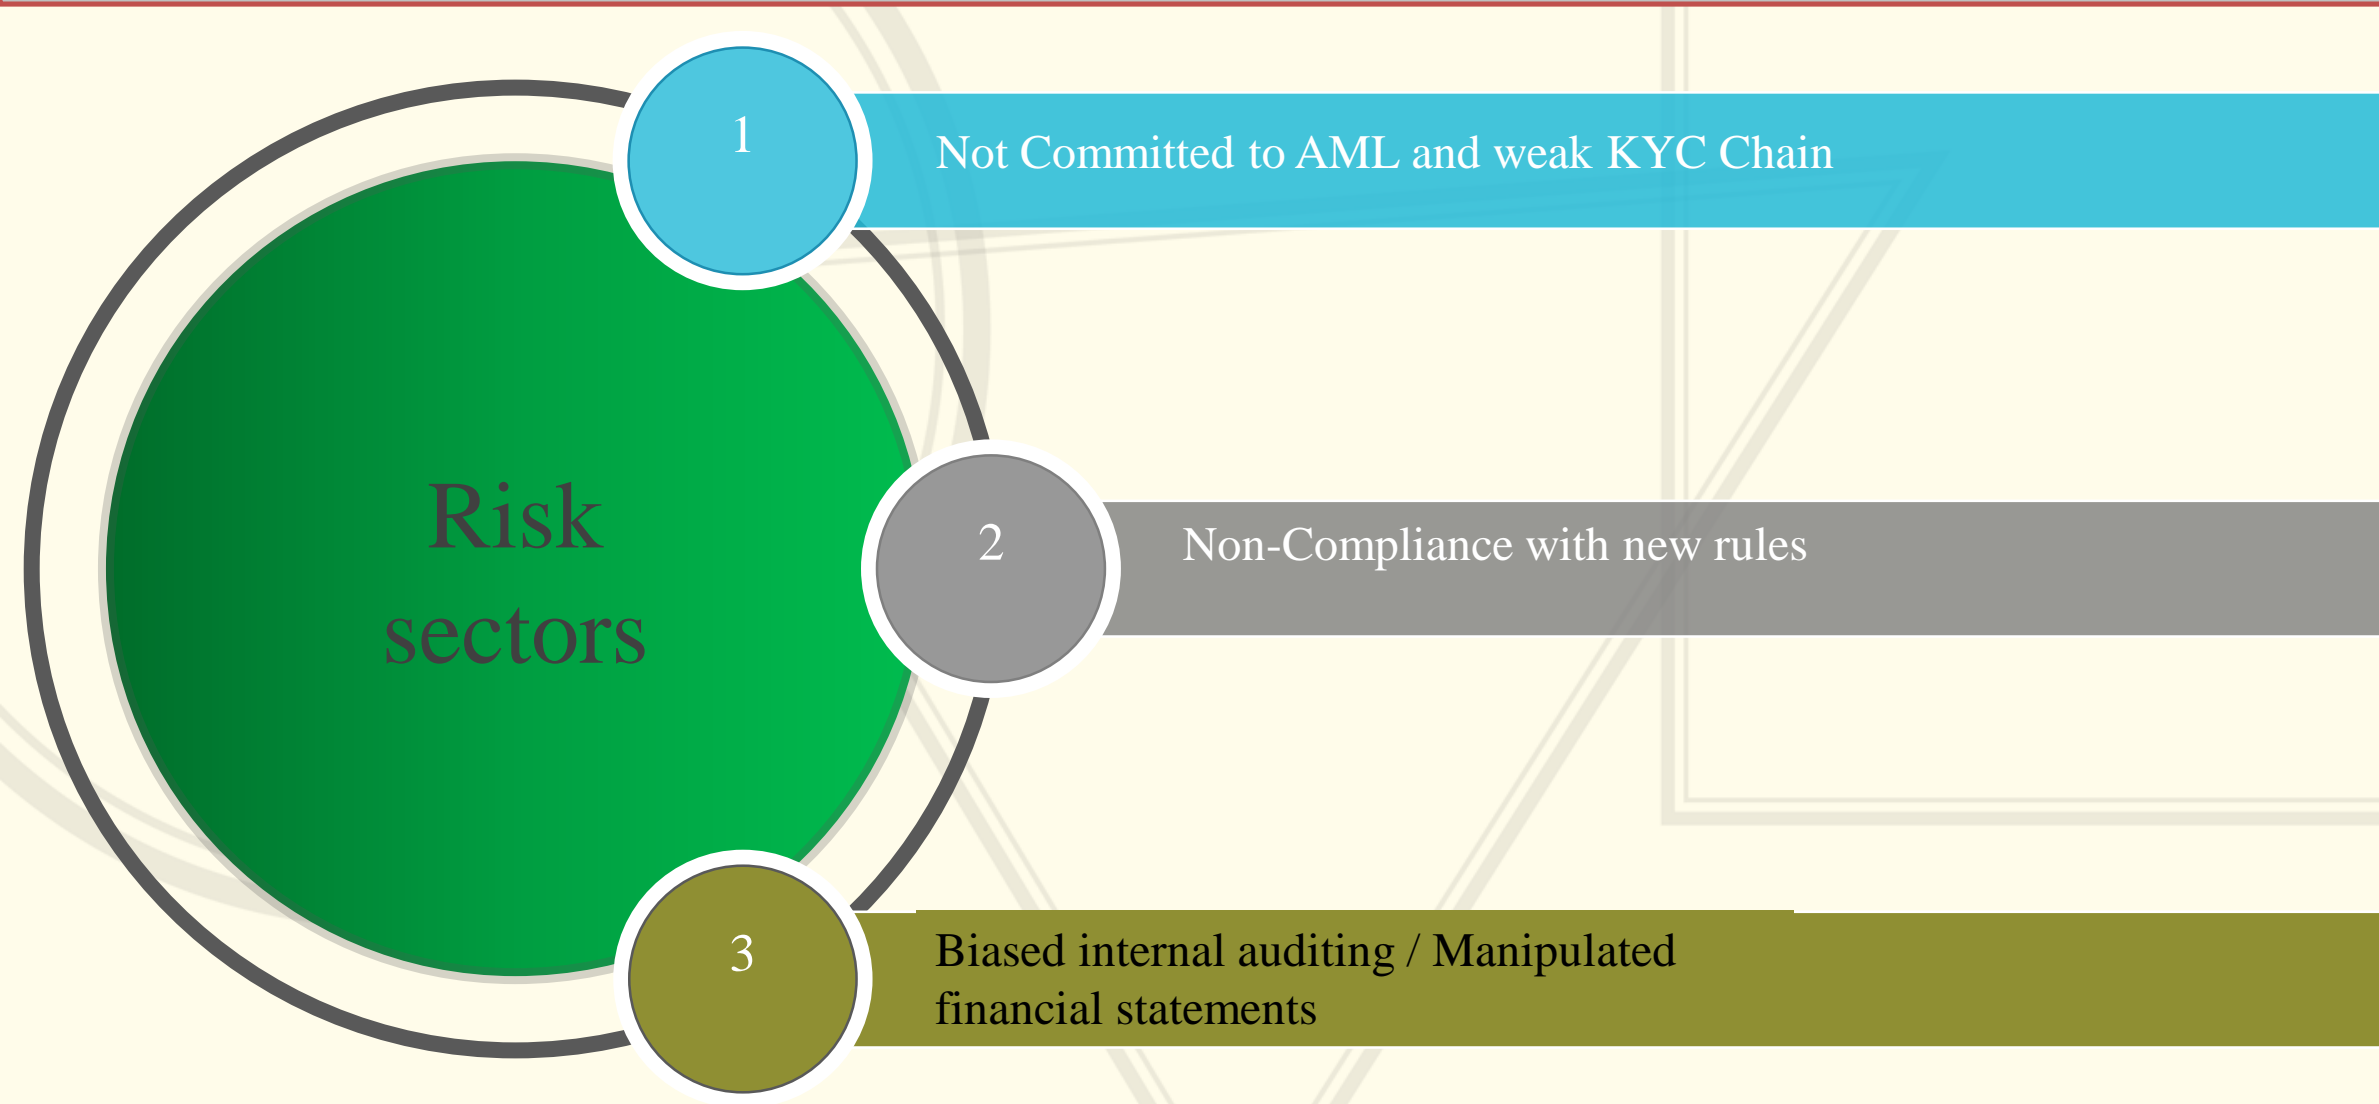 Risk
sectors
1
Not Committed to AML and weak KYC Chain
2
Non-Compliance with new rules
3
Biased internal auditing / Manipulated
financial statements